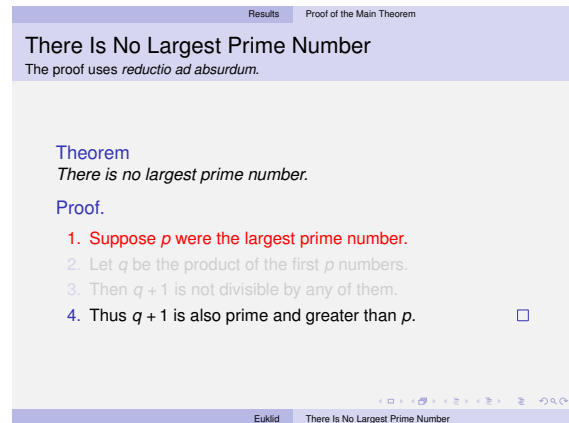 Results Proof of the Main Theorem
There Is No Largest Prime Number
The proof uses reductio ad absurdum.
Theorem
There is no largest prime number.
Proof.
1. Suppose p were the largest prime number.
2. Let q be the product of the first p numbers.
3. Then q + 1 is not divisible by any of them.
4. Thus q + 1 is also prime and greater than p.
Euklid There Is No Largest Prime Number